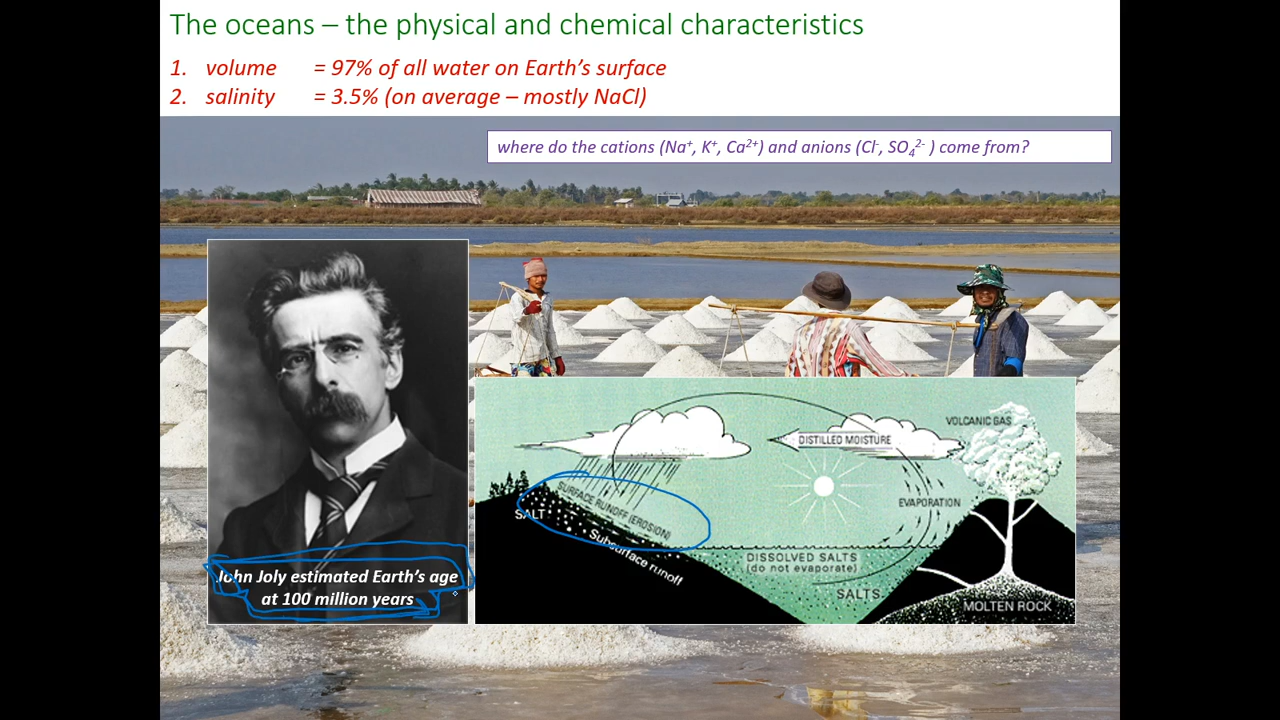 The oceans – the physical and chemical characteristics
1. volume = 97% of all water on Earth's surface
2. salinity = 3.5% (on average – mostly NaCl)
where do the cations (Na⁺, K⁺, Ca²⁺) and anions (Cl⁻, SO₄²⁻ ) come from?
John Joly estimated Earth's age
at 100 million years
VOLCANIC GAS
DISTILLED MOISTURE
SURFACE RUNOFF (EROSION)
EVAPORATION
SALT
Subsurface runoff
DISSOLVED SALTS
(do not evaporate)
SALTS
MOLTEN ROCK